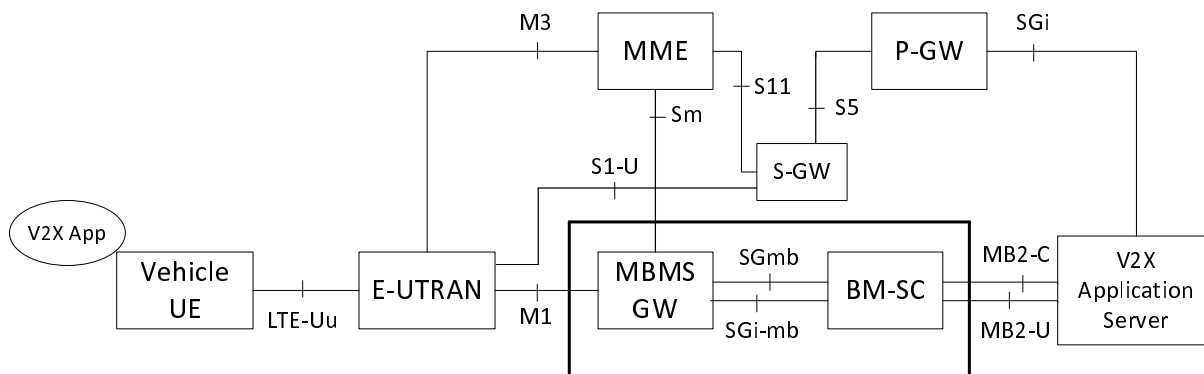 M3
MME
P-GW
SGi
S11
Sm
S5
S1-U
S-GW
V2X App
Vehicle
UE
LTE-Uu
E-UTRAN
M1
MBMS
GW
SGmb
SGi-mb
BM-SC
MB2-C
MB2-U
V2X
Application
Server